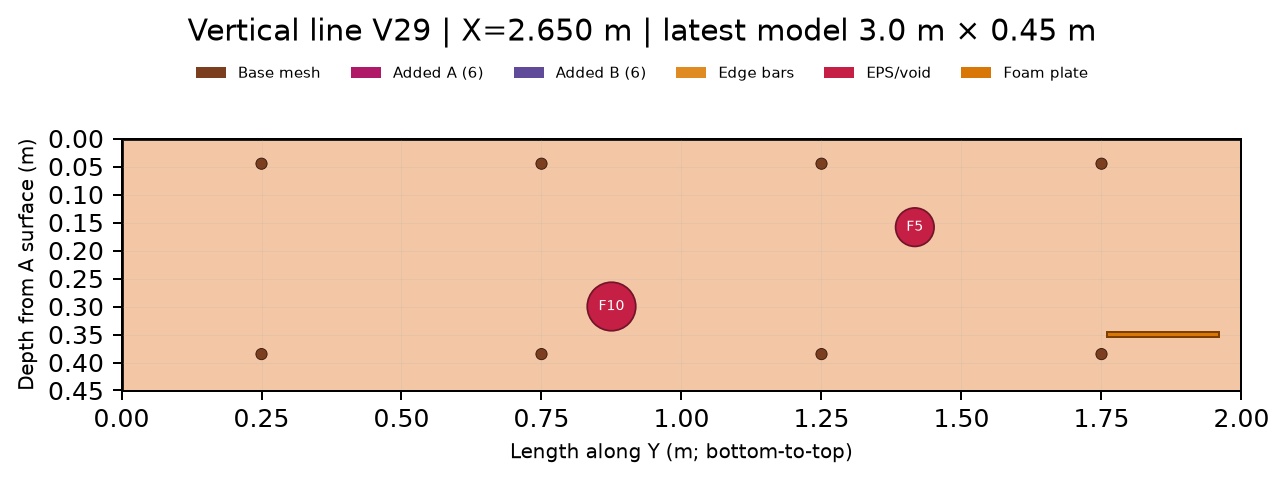 Vertical line V29 | X=2.650 m | latest model 3.0 m × 0.45 m
Base mesh Added A (6) Added B (6) Edge bars EPS/void Foam plate
Depth from A surface (m)
0.00
0.05
0.10
0.15
0.20
0.25
0.30
0.35
0.40
0.45
F5
F10
0.00 0.25 0.50 0.75 1.00 1.25 1.50 1.75 2.00
Length along Y (m; bottom-to-top)